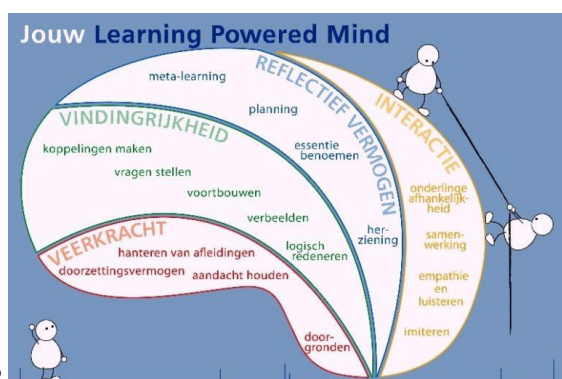 Jouw Learning Powered Mind
REFLECTIEF VERMOGEN
meta-learning
planning
essentie
benoemen
her-
ziening
VINDINGRIJKHEID
koppelingen maken
vragen stellen
voortbouwen
verbeelden
logisch
redeneren
VEERKRACHT
hanteren van afleidingen
doorzettingsvermogen
aandacht houden
door-
gronden
INTERACTIE
onderlinge
afhankelijk-
heid
samen-
werking
empathie
en
luisteren
imiteren